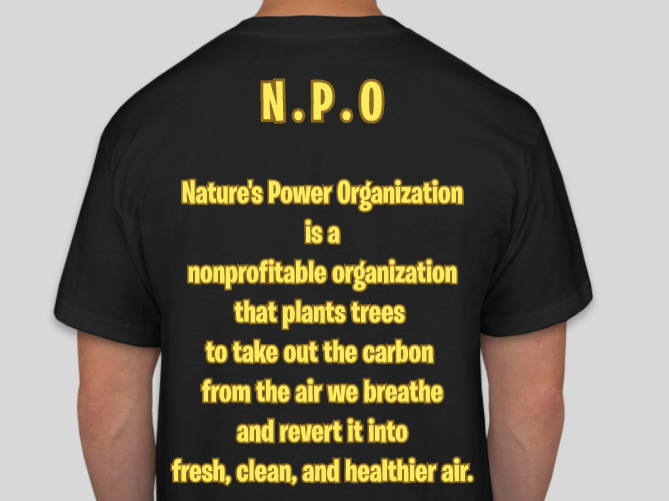 N.P.O
Nature's Power Organization
is a
nonprofitable organization
that plants trees
to take out the carbon
from the air we breathe
and revert it into
fresh, clean, and healthier air.